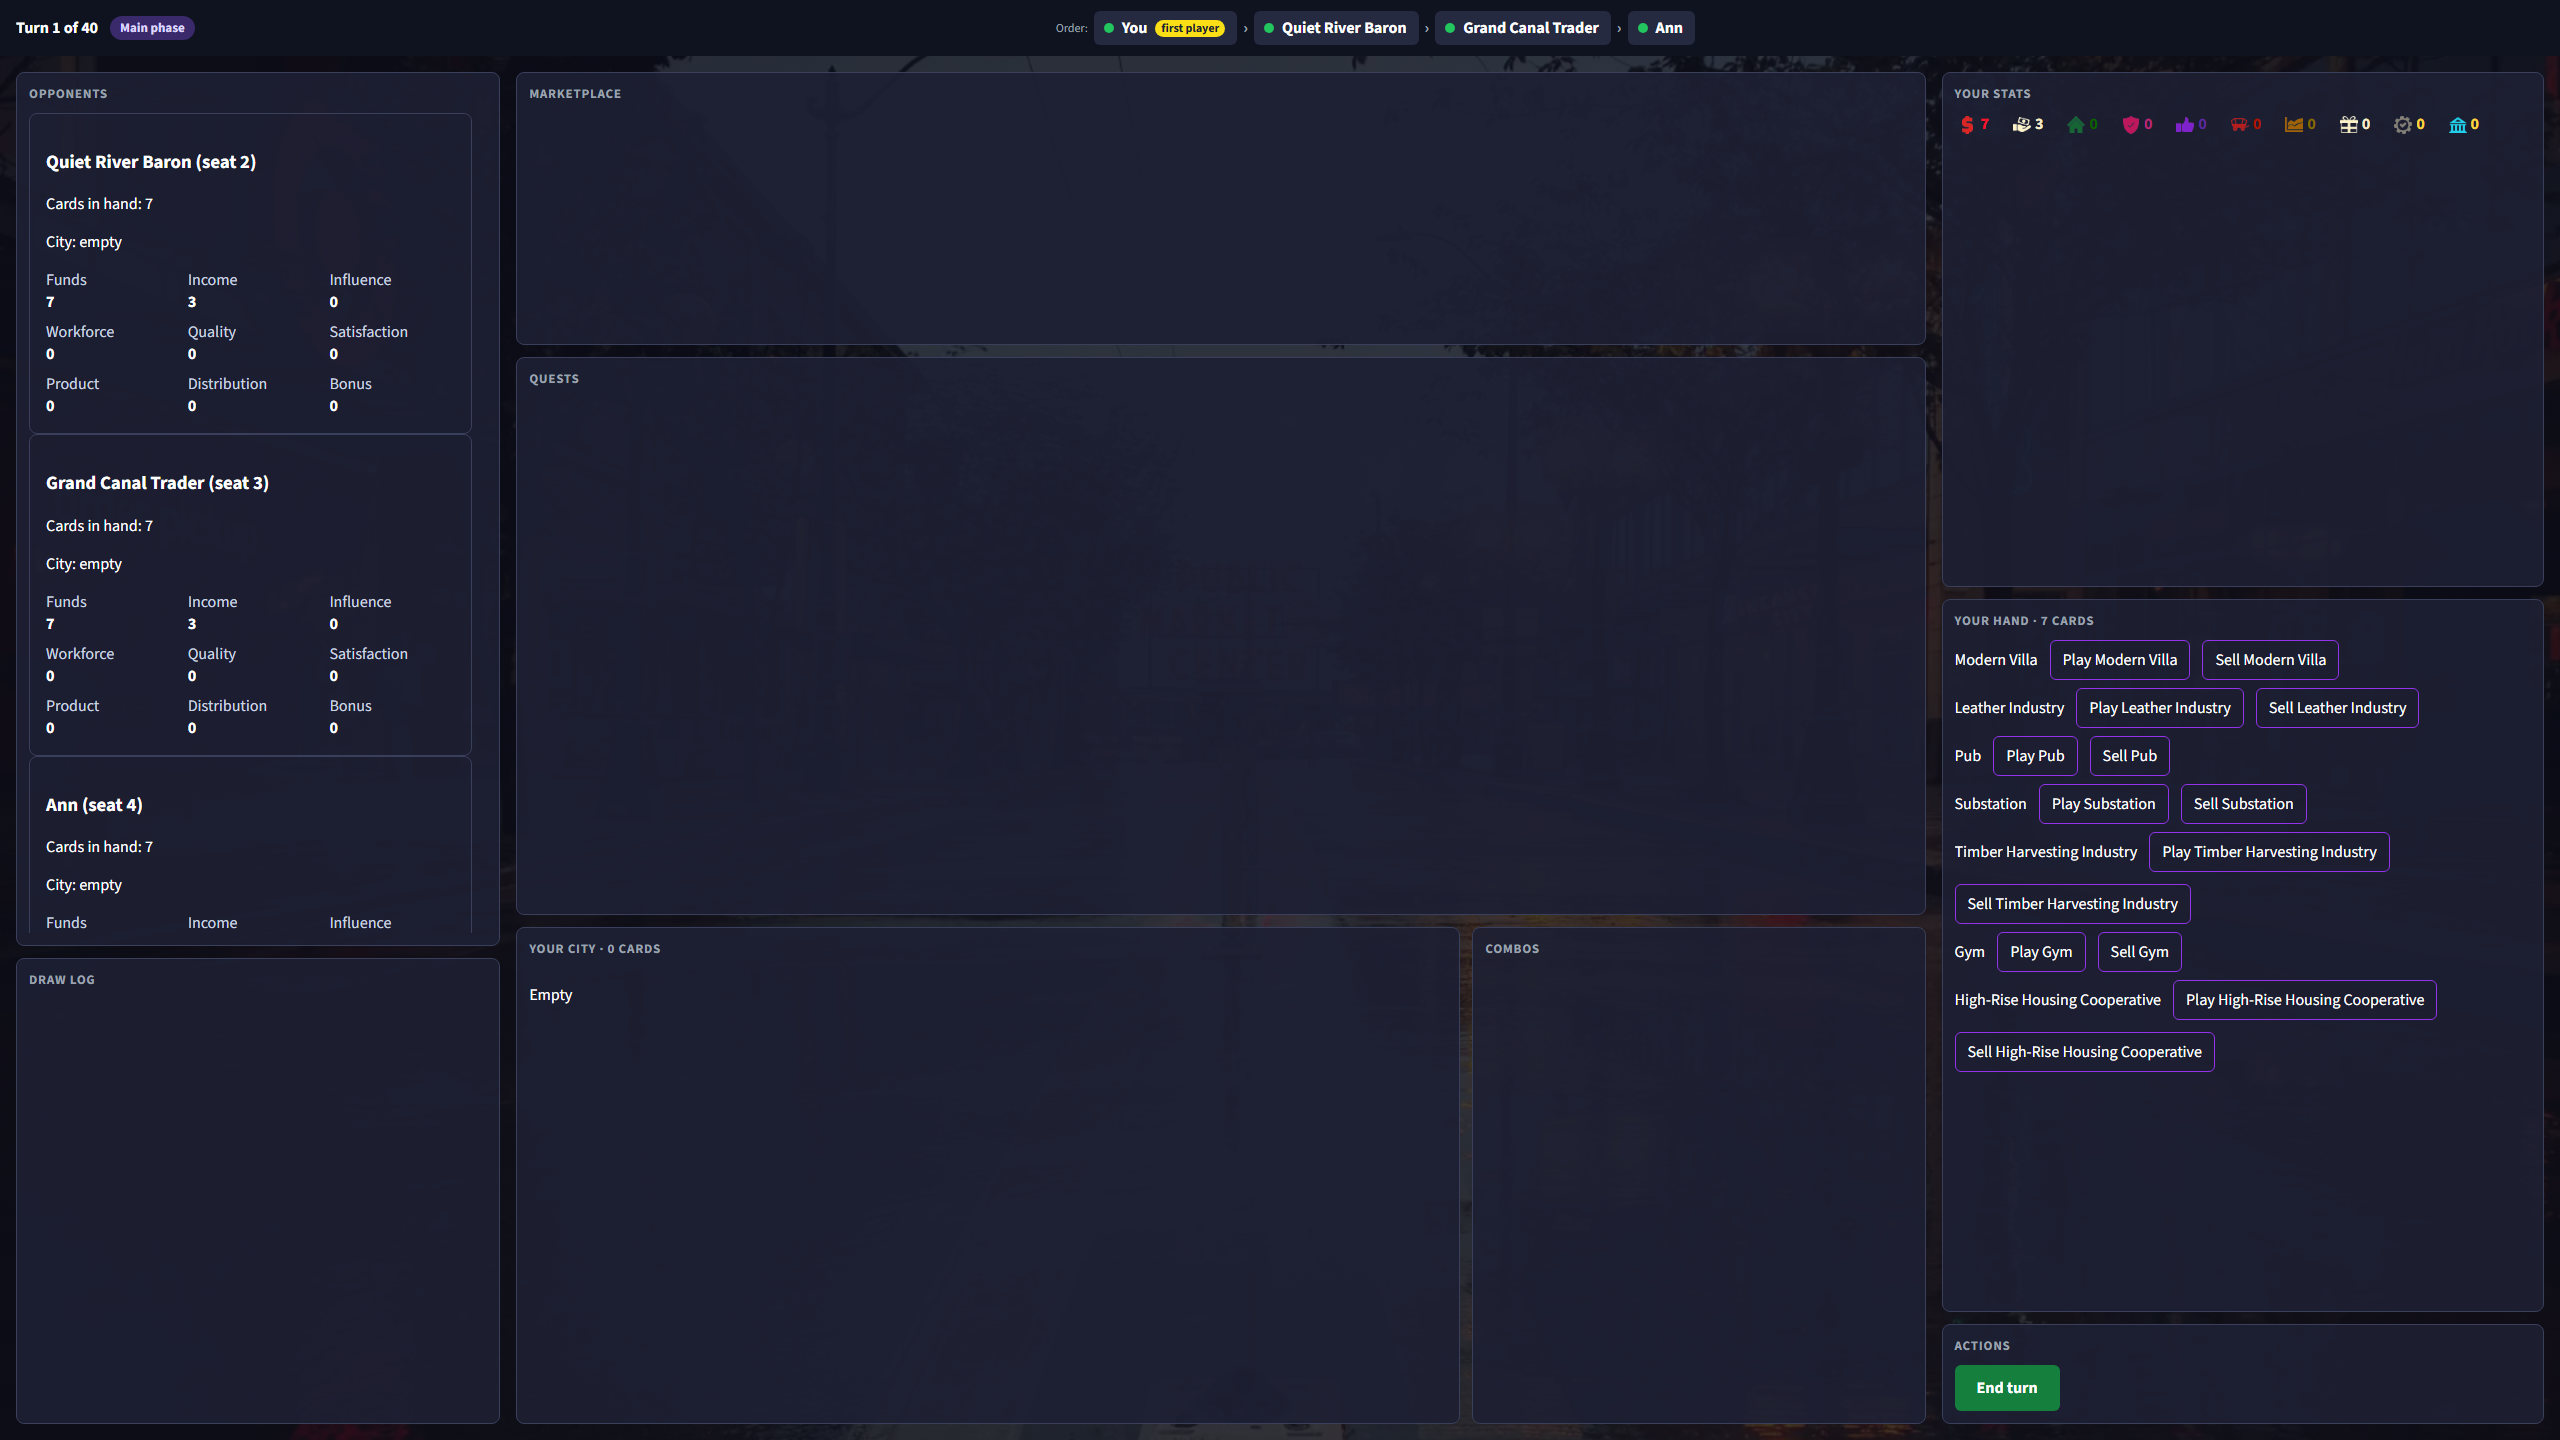 Turn 1 of 40 Main phase
Order: You first player › Quiet River Baron › Grand Canal Trader › Ann
OPPONENTS
Quiet River Baron (seat 2)
Cards in hand: 7
City: empty
Funds Income Influence
7 3 0
Workforce Quality Satisfaction
0 0 0
Product Distribution Bonus
0 0 0
Grand Canal Trader (seat 3)
Cards in hand: 7
City: empty
Funds Income Influence
7 3 0
Workforce Quality Satisfaction
0 0 0
Product Distribution Bonus
0 0 0
Ann (seat 4)
Cards in hand: 7
City: empty
Funds Income Influence
DRAW LOG
MARKETPLACE
QUESTS
YOUR CITY · 0 CARDS
Empty
COMBOS
YOUR STATS
7 3 0 0 0 0 0 0 0 0
YOUR HAND · 7 CARDS
Modern Villa Play Modern Villa Sell Modern Villa
Leather Industry Play Leather Industry Sell Leather Industry
Pub Play Pub Sell Pub
Substation Play Substation Sell Substation
Timber Harvesting Industry Play Timber Harvesting Industry
Sell Timber Harvesting Industry
Gym Play Gym Sell Gym
High-Rise Housing Cooperative Play High-Rise Housing Cooperative
Sell High-Rise Housing Cooperative
ACTIONS
End turn